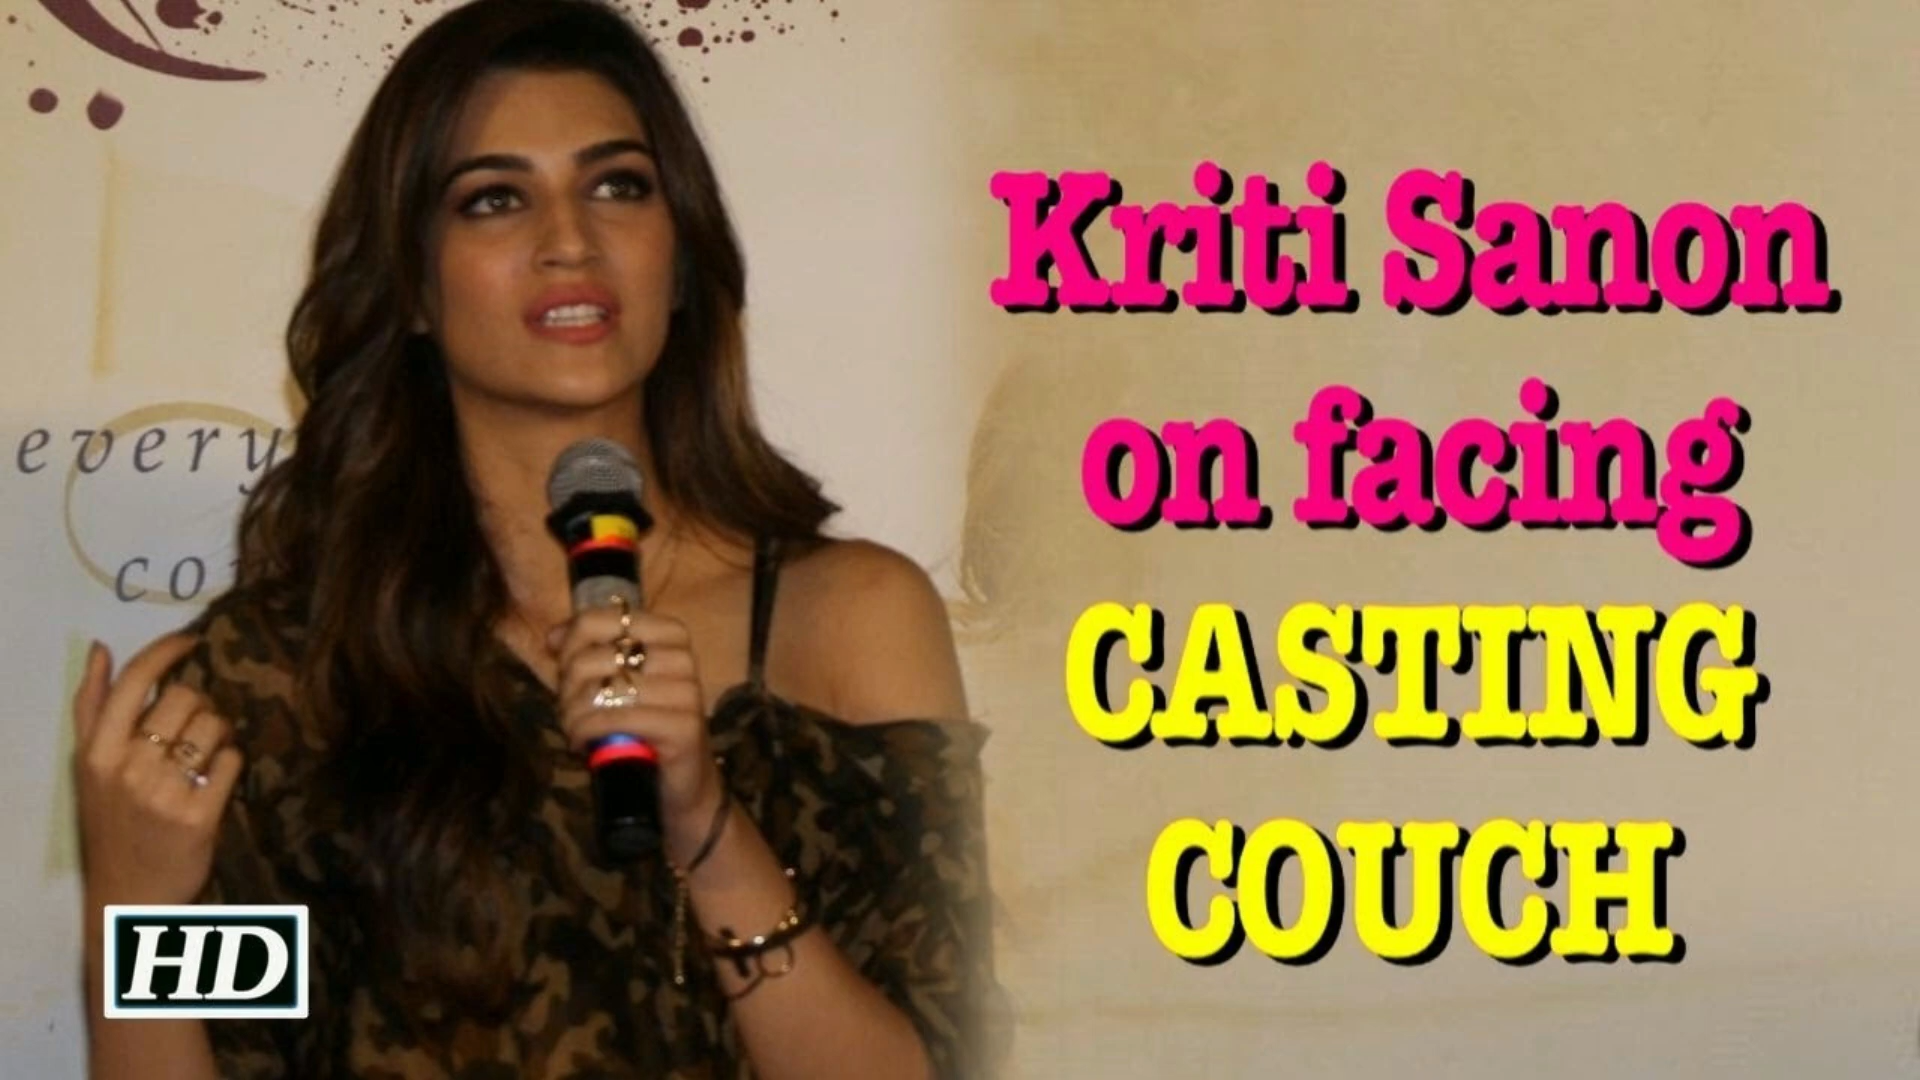 every
co
Kriti Sanon
on facing
CASTING
COUCH
HD